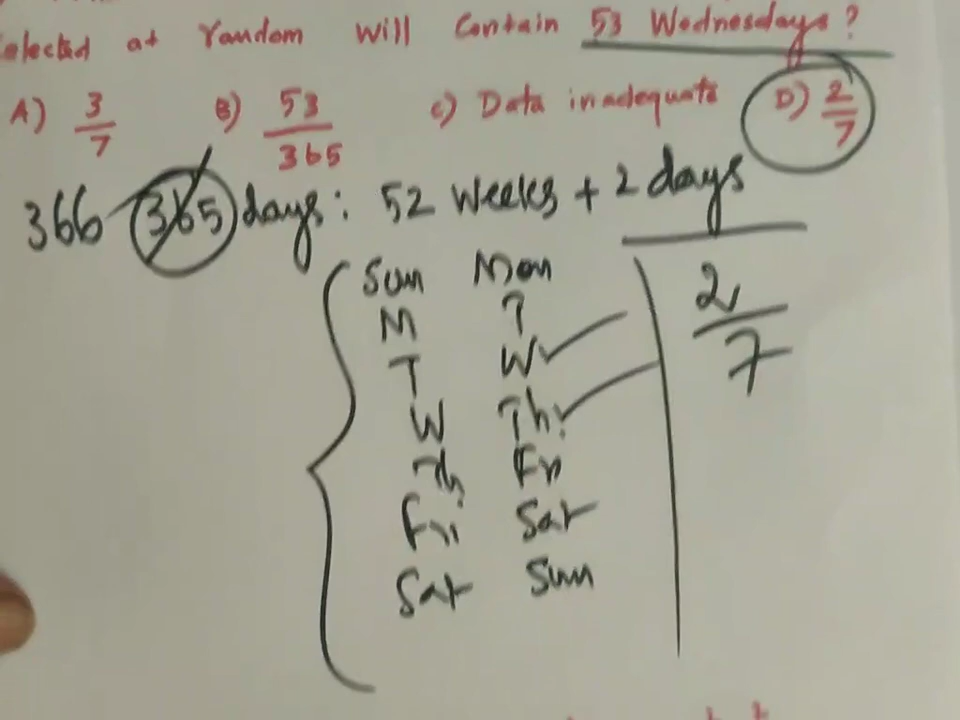 elected at random will contain 53 Wednesdays?
A) 3/7 B) 53/365 c) Data inadequate D) 2/7
366 365 days: 52 weeks + 2 days
Sun Mon
M T
T W
W Th
Th Fri
Fri Sat
Sat Sun
2/7